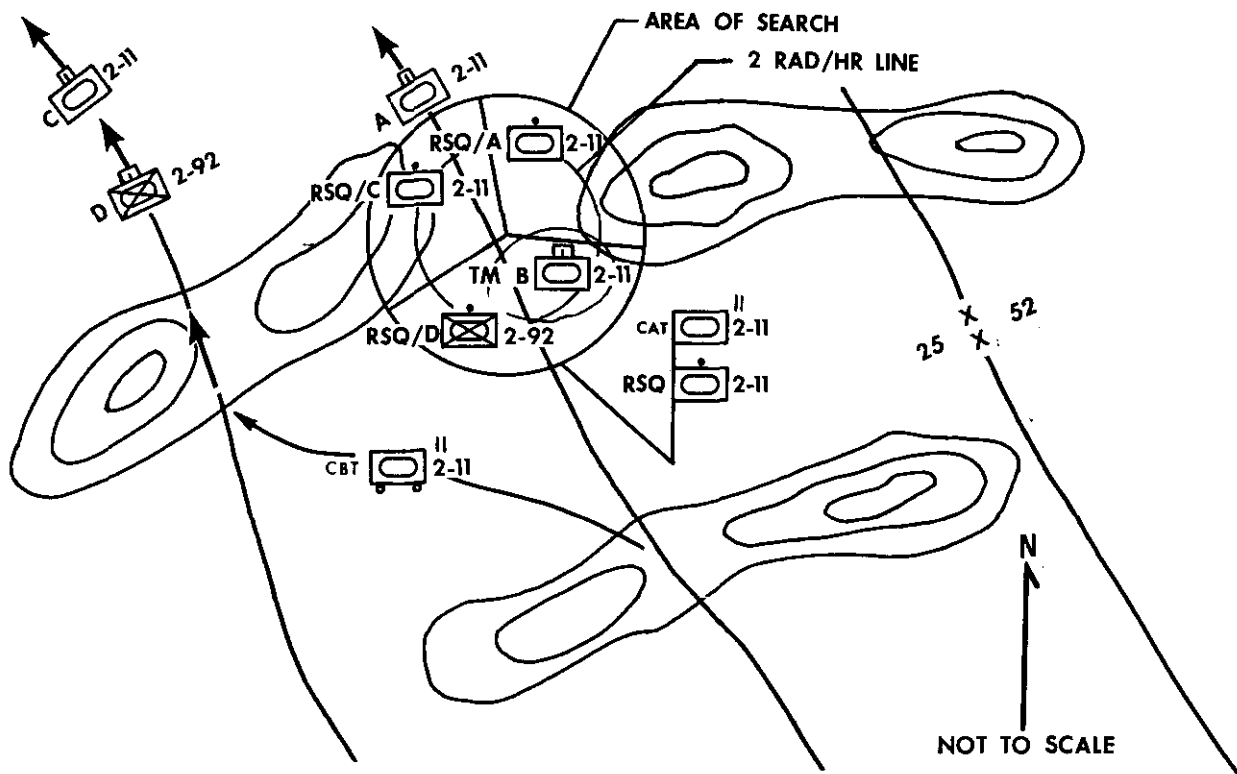 AREA OF SEARCH
2 RAD/HR LINE
2-11
C
2-11
A
2-92
D
RSQ/A 2-11
RSQ/C 2-11
TM B 2-11
RSQ/D 2-92
CAT II 2-11
RSQ 2-11
25 X X 52
CBT II 2-11
N
NOT TO SCALE